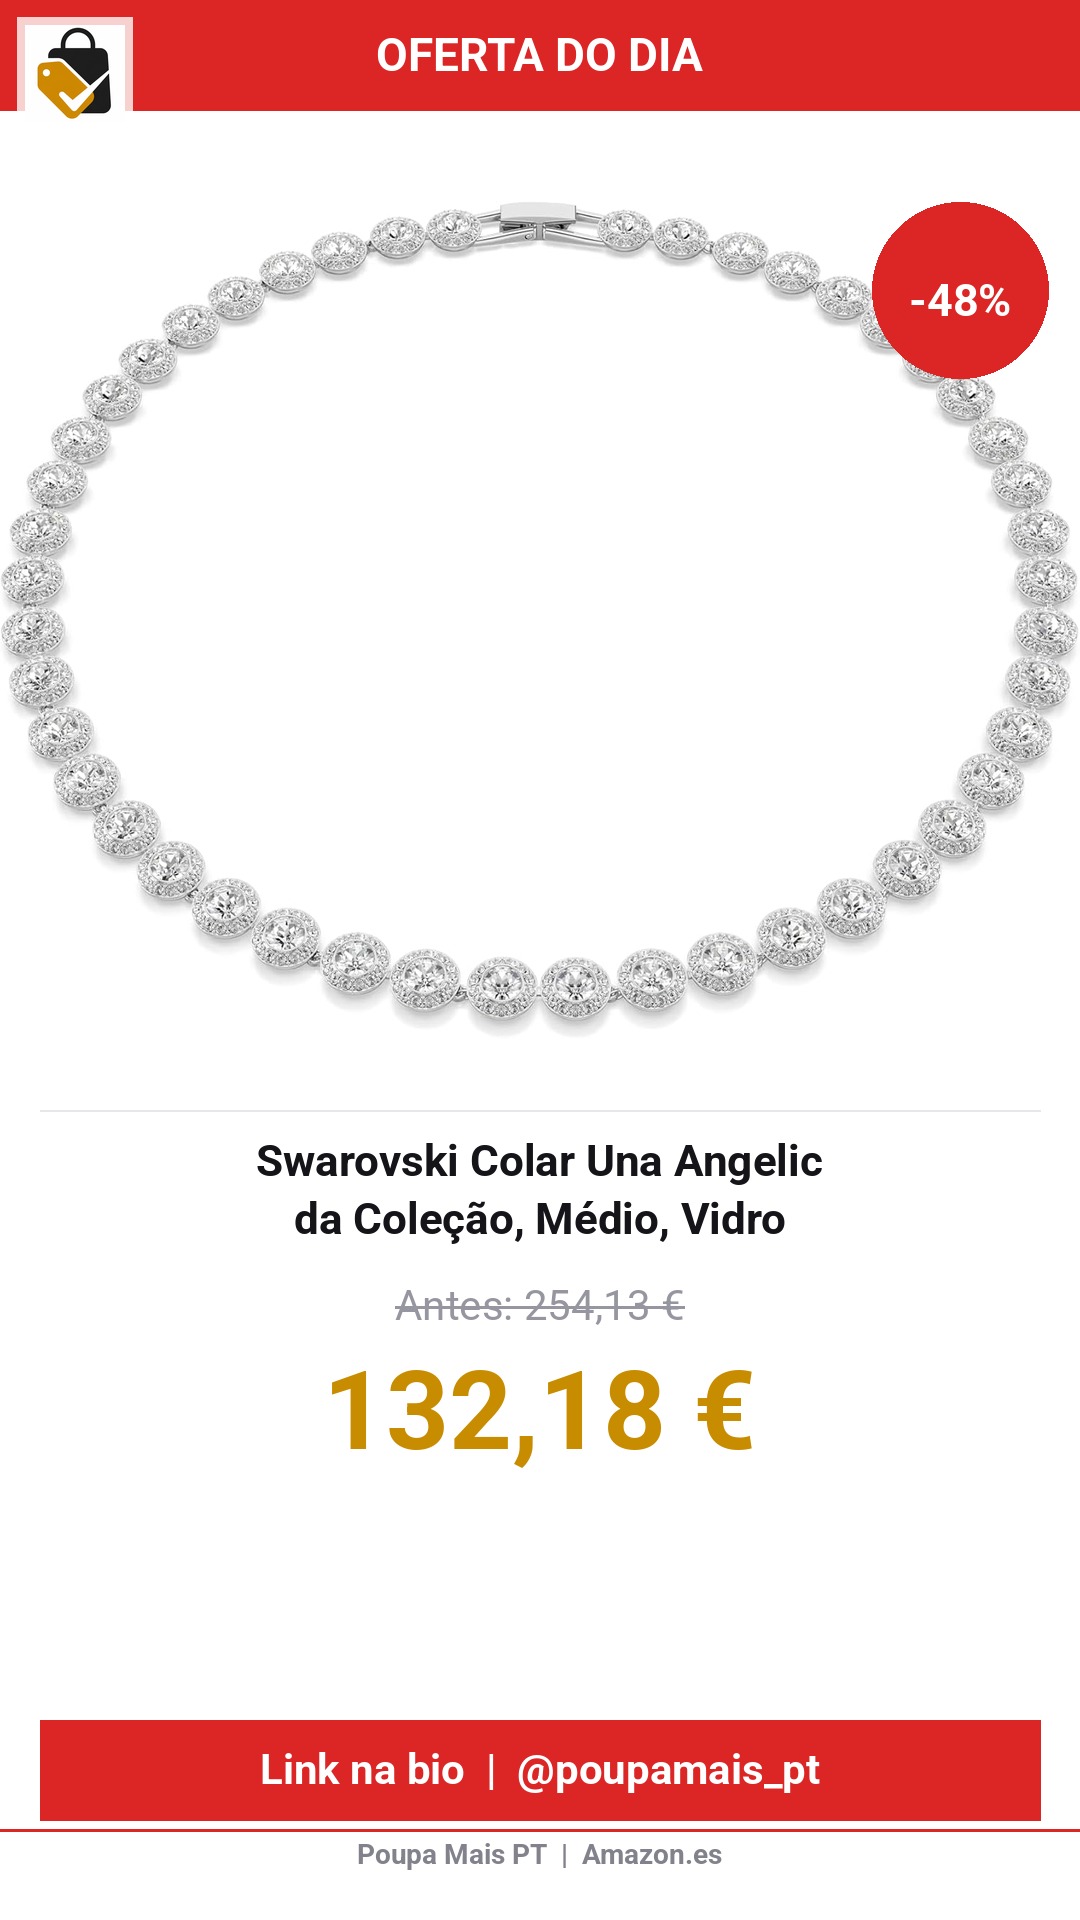 OFERTA DO DIA
-48%
Swarovski Colar Una Angelic
da Coleção, Médio, Vidro
Antes: 254,13 €
132,18 €
Link na bio | @poupamais_pt
Poupa Mais PT | Amazon.es